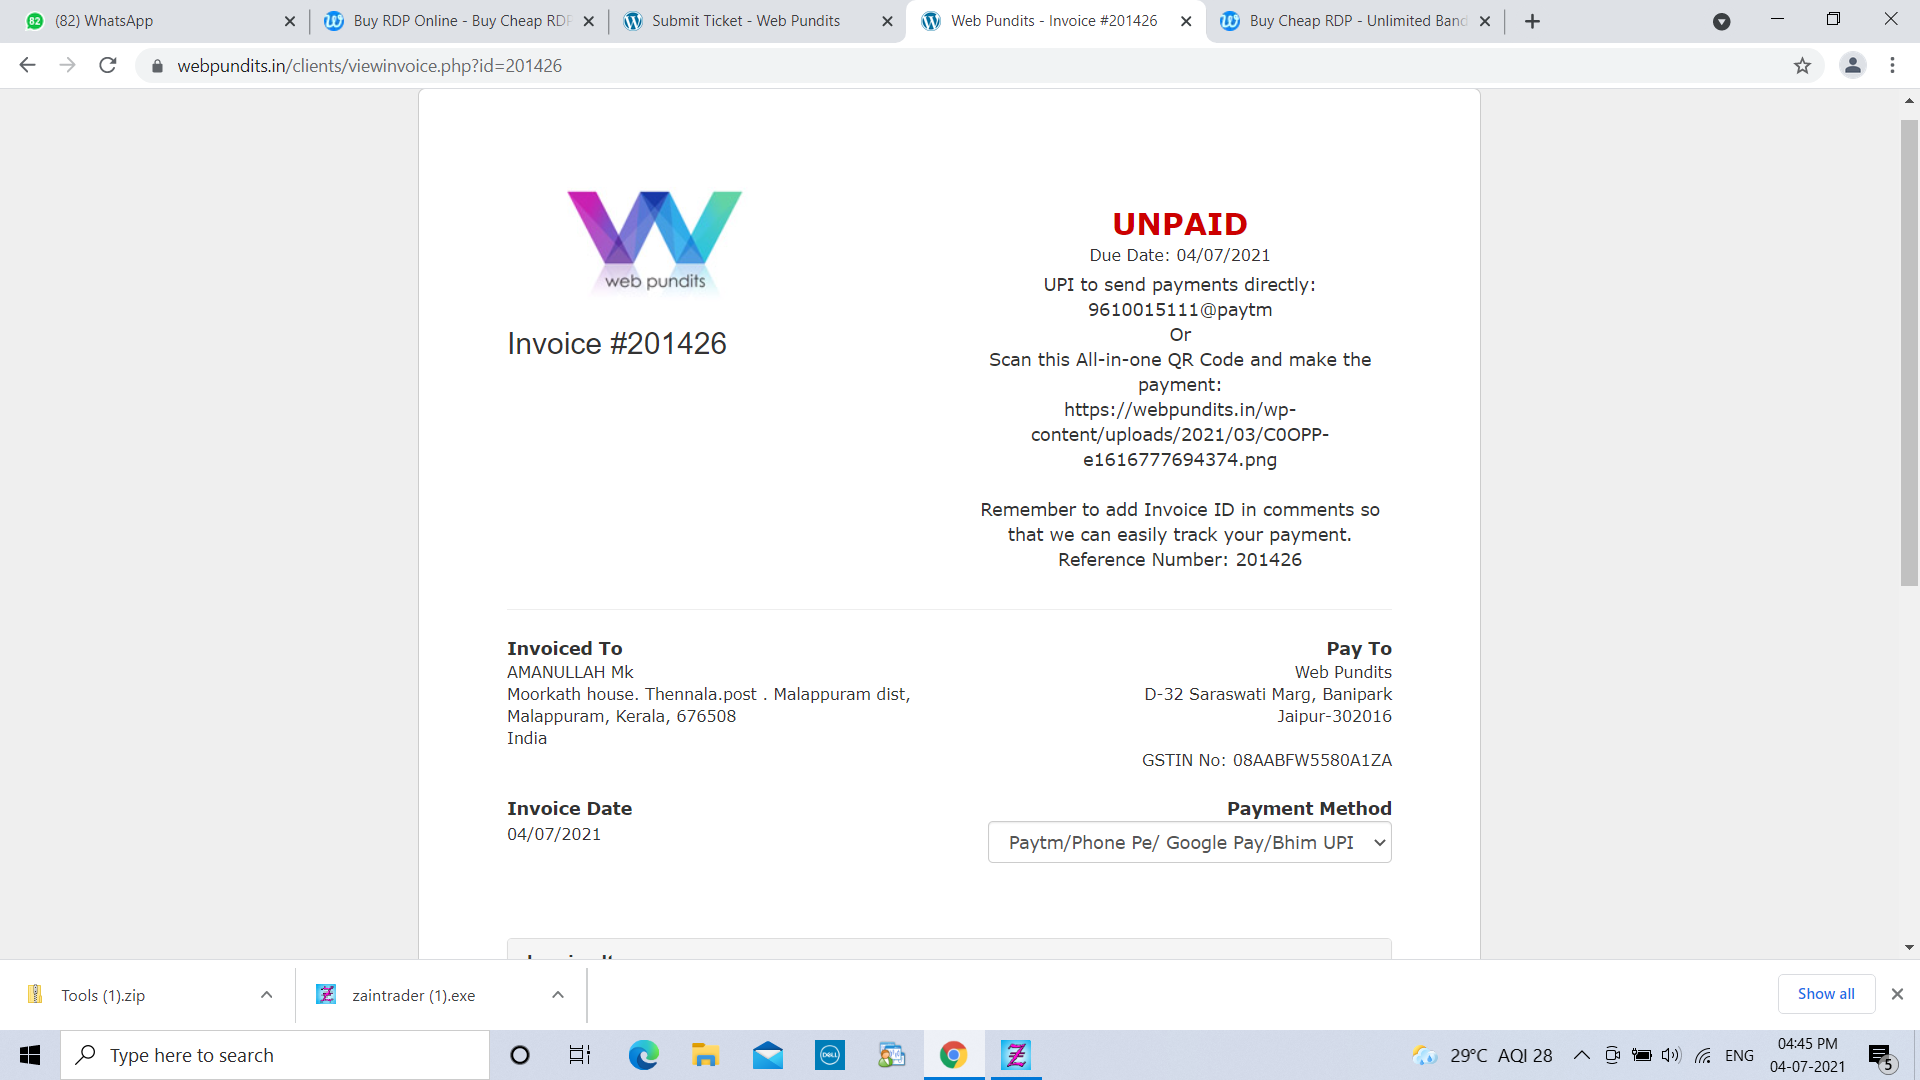 (82) WhatsApp
Buy RDP Online - Buy Cheap RDP
Submit Ticket - Web Pundits
Web Pundits - Invoice #201426
Buy Cheap RDP - Unlimited Band
webpundits.in/clients/viewinvoice.php?id=201426
web pundits
Invoice #201426
UNPAID
Due Date: 04/07/2021
UPI to send payments directly:
9610015111@paytm
Or
Scan this All-in-one QR Code and make the
payment:
https://webpundits.in/wp-
content/uploads/2021/03/C0OPP-
e1616777694374.png
Remember to add Invoice ID in comments so
that we can easily track your payment.
Reference Number: 201426
Invoiced To
AMANULLAH Mk
Moorkath house. Thennala.post . Malappuram dist,
Malappuram, Kerala, 676508
India
Pay To
Web Pundits
D-32 Saraswati Marg, Banipark
Jaipur-302016
GSTIN No: 08AABFW5580A1ZA
Invoice Date
04/07/2021
Payment Method
Paytm/Phone Pe/ Google Pay/Bhim UPI
Tools (1).zip
zaintrader (1).exe
Show all
Type here to search
DELL
29°C AQI 28
ENG
04:45 PM
04-07-2021
5